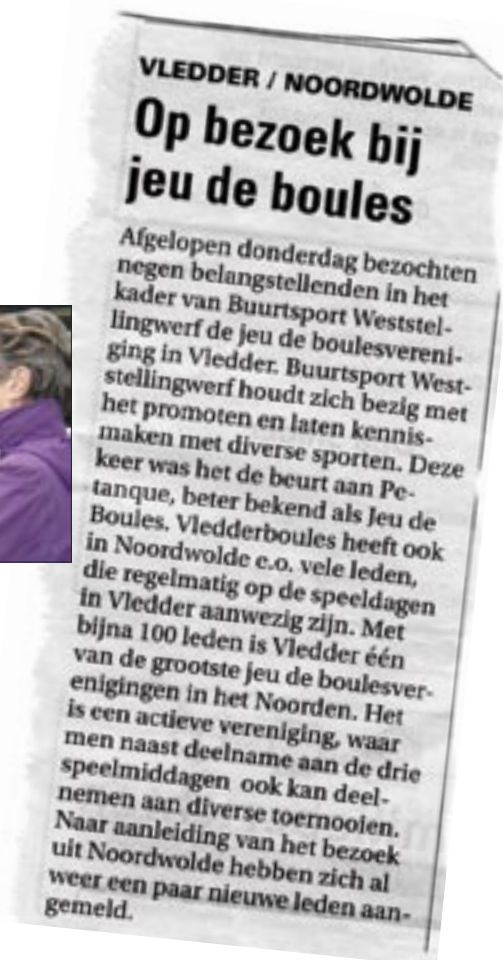 VLEDDER / NOORDWOLDE
Op bezoek bij
jeu de boules
Afgelopen donderdag bezochten
negen belangstellenden in het
kader van Buurtsport Weststel-
lingwerf de jeu de boulesvereni-
ging in Vledder. Buurtsport West-
stellingwerf houdt zich bezig met
het promoten en laten kennis-
maken met diverse sporten. Deze
keer was het de beurt aan Pe-
tanque, beter bekend als Jeu de
Boules. Vledderboules heeft ook
in Noordwolde e.o. vele leden,
die regelmatig op de speeldagen
in Vledder aanwezig zijn. Met
bijna 100 leden is Vledder één
van de grootste jeu de boulesver-
enigingen in het Noorden. Het
is een actieve vereniging, waar
men naast deelname aan de drie
speelmiddagen ook kan deel-
nemen aan diverse toernooien.
Naar aanleiding van het bezoek
uit Noordwolde hebben zich al
weer een paar nieuwe leden aan-
gemeld.